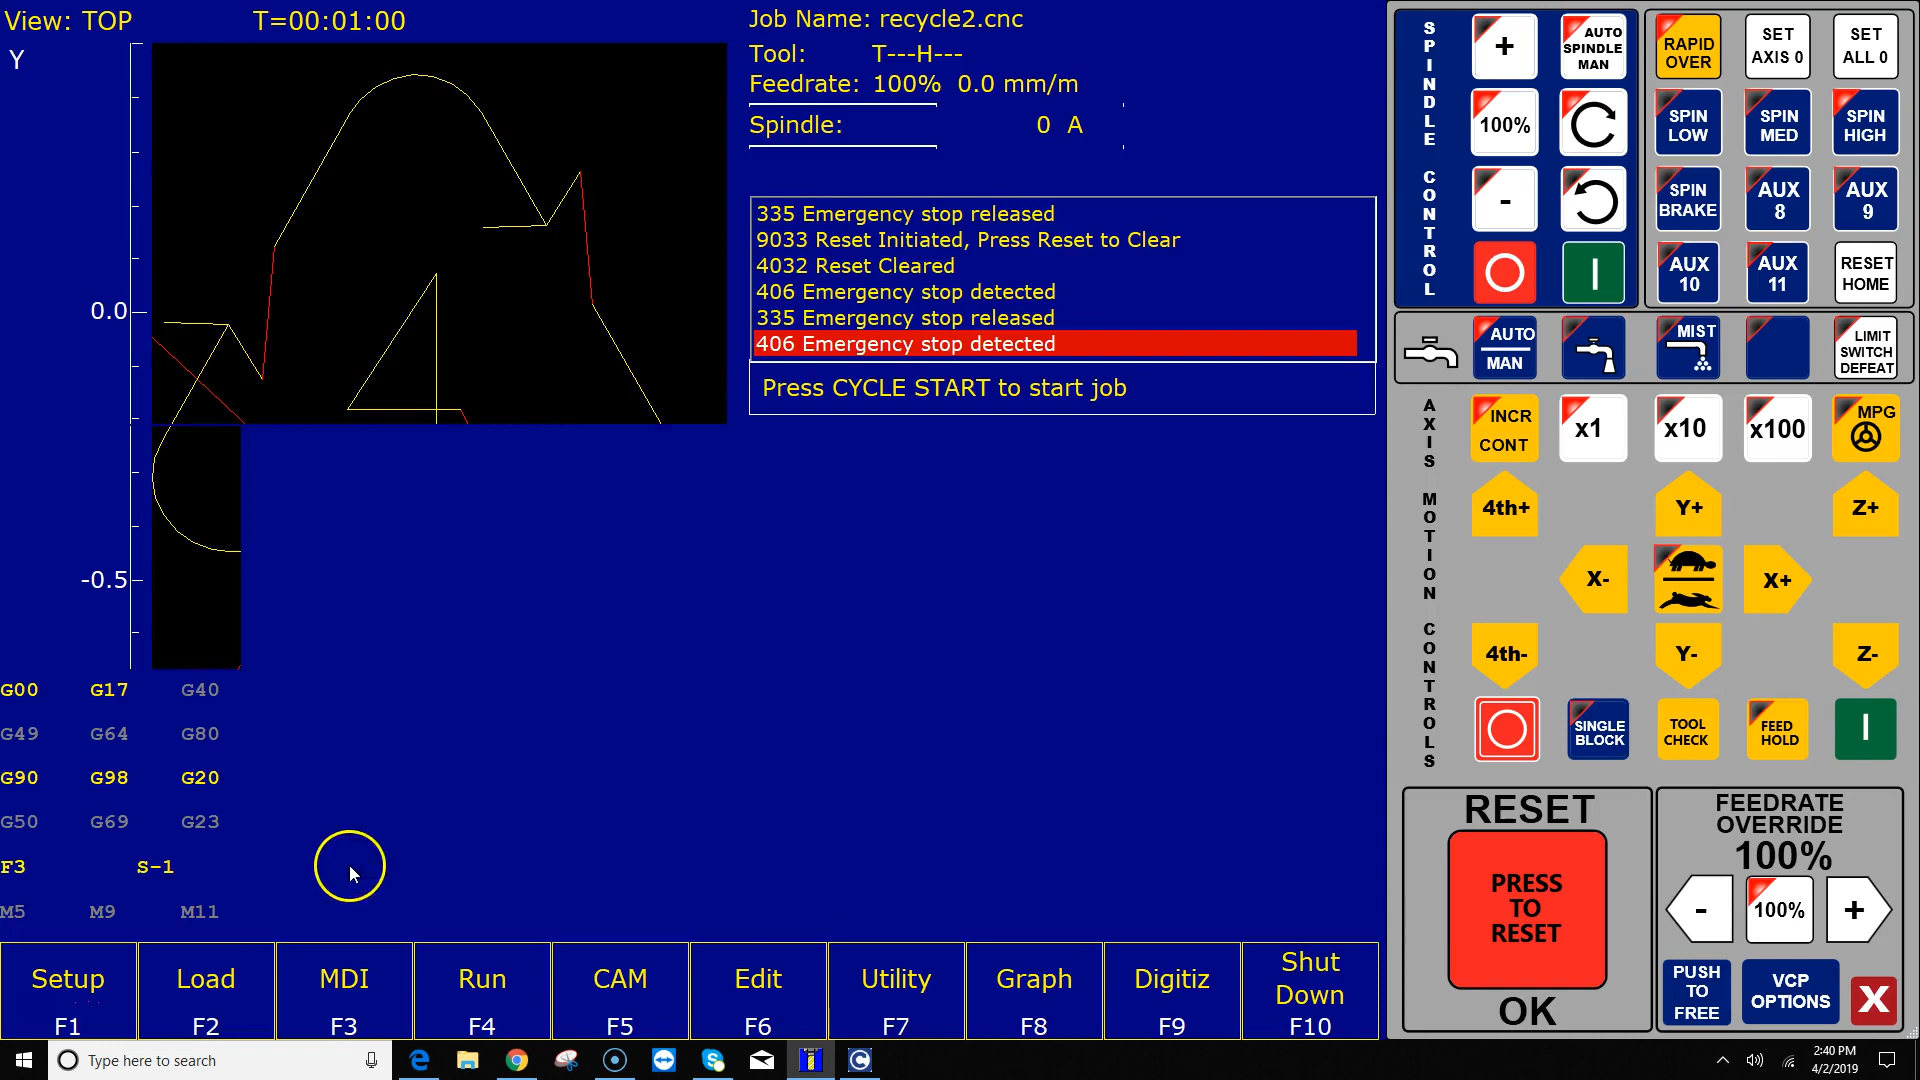 View: TOP
T=00:01:00
Y
0.0
-0.5
Job Name: recycle2.cnc
Tool: T---H---
Feedrate: 100% 0.0 mm/m
Spindle: 0 A
335 Emergency stop released
9033 Reset Initiated, Press Reset to Clear
4032 Reset Cleared
406 Emergency stop detected
335 Emergency stop released
406 Emergency stop detected
Press CYCLE START to start job
G00 G17 G40
G49 G64 G80
G90 G98 G20
G50 G69 G23
F3 S-1
M5 M9 M11
Setup
F1
Load
F2
MDI
F3
Run
F4
CAM
F5
Edit
F6
Utility
F7
Graph
F8
Digitiz
F9
Shut
Down
F10
SPINDLE CONTROL
+
AUTO
SPINDLE
MAN
100%
-
RAPID
OVER
SET
AXIS 0
SET
ALL 0
SPIN
LOW
SPIN
MED
SPIN
HIGH
SPIN
BRAKE
AUX
8
AUX
9
AUX
10
AUX
11
RESET
HOME
AUTO
MAN
MIST
LIMIT
SWITCH
DEFEAT
AXIS MOTION CONTROLS
INCR
CONT
x1
x10
x100
MPG
4th+
Y+
Z+
X-
X+
4th-
Y-
Z-
SINGLE
BLOCK
TOOL
CHECK
FEED
HOLD
RESET
PRESS
TO
RESET
OK
FEEDRATE
OVERRIDE
100%
-
100%
+
PUSH
TO
FREE
VCP
OPTIONS
X
Type here to search
2:40 PM
4/2/2019